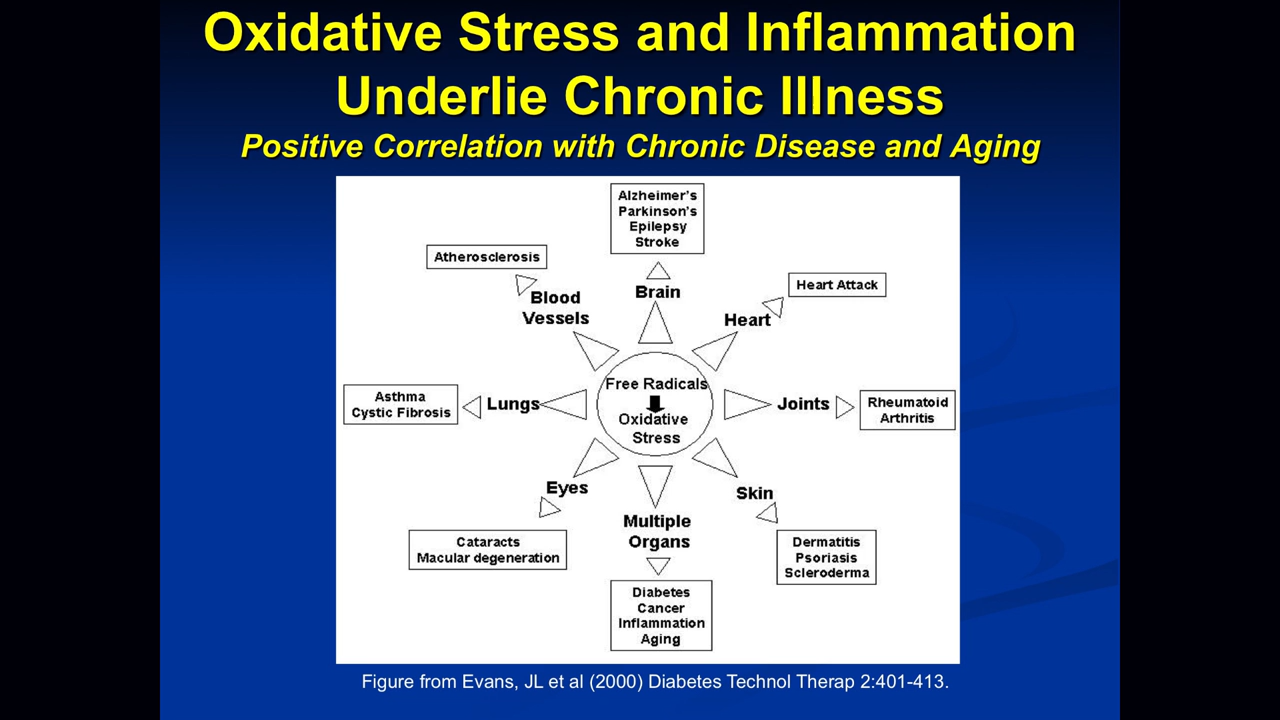 Oxidative Stress and Inflammation
Underlie Chronic Illness
Positive Correlation with Chronic Disease and Aging
Alzheimer's
Parkinson's
Epilepsy
Stroke
Atherosclerosis
Heart Attack
Brain
Blood
Vessels
Heart
Free Radicals
Oxidative
Stress
Asthma
Cystic Fibrosis
Lungs
Joints
Rheumatoid
Arthritis
Eyes
Skin
Multiple
Organs
Cataracts
Macular degeneration
Dermatitis
Psoriasis
Scleroderma
Diabetes
Cancer
Inflammation
Aging
Figure from Evans, JL et al (2000) Diabetes Technol Therap 2:401-413.